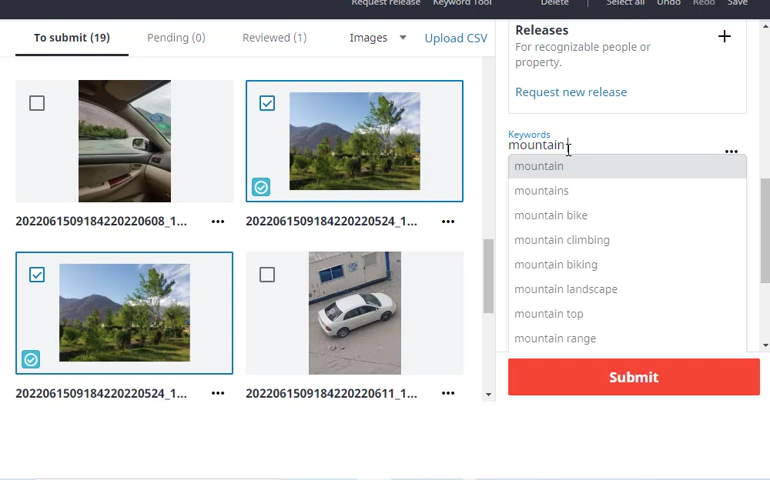 Request release
Keyword Tool
Delete
Select all
Undo
Redo
Save
To submit (19)
Pending (0)
Reviewed (1)
Images
Upload CSV
2022061509184220220608_1...
2022061509184220220524_1...
2022061509184220220524_1...
2022061509184220220611_1...
Releases
For recognizable people or
property.
Request new release
Keywords
mountain
mountain
mountains
mountain bike
mountain climbing
mountain biking
mountain landscape
mountain top
mountain range
Submit